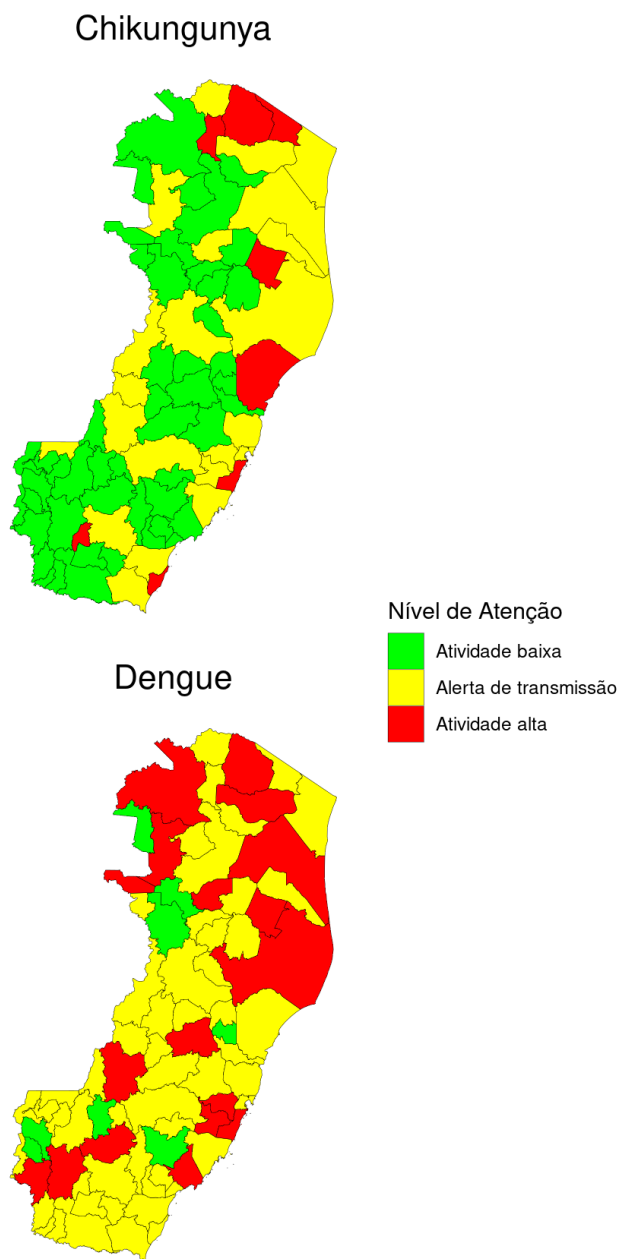 Chikungunya
Nível de Atenção
Atividade baixa
Alerta de transmissão
Atividade alta
Dengue